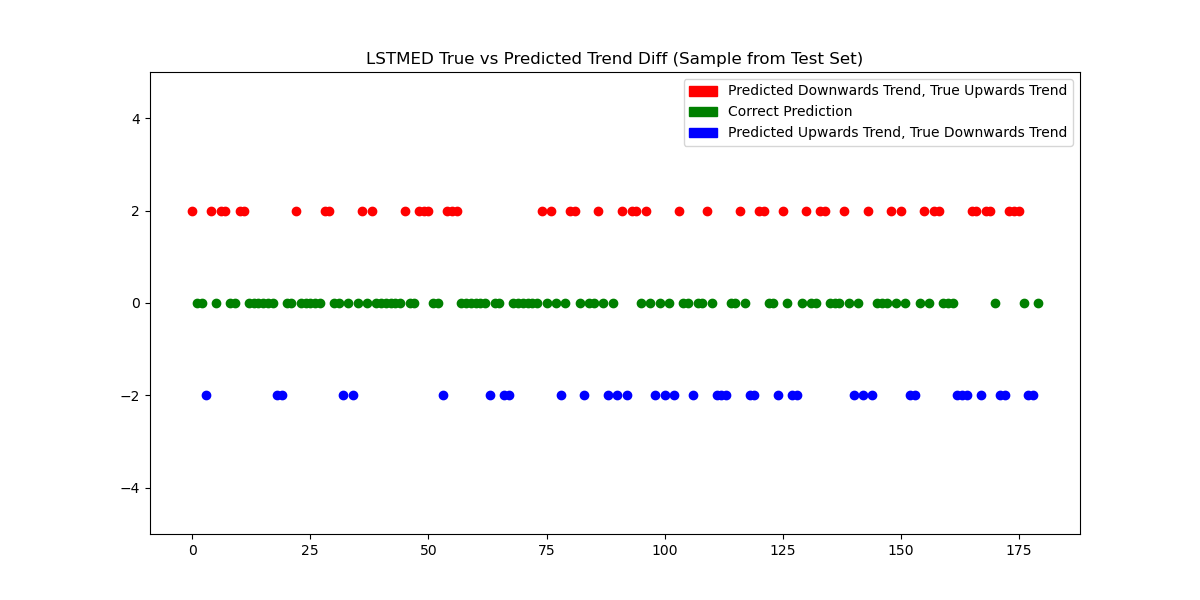 LSTMED True vs Predicted Trend Diff (Sample from Test Set)
Predicted Downwards Trend, True Upwards Trend
Correct Prediction
Predicted Upwards Trend, True Downwards Trend
4
2
0
−2
−4
0 25 50 75 100 125 150 175